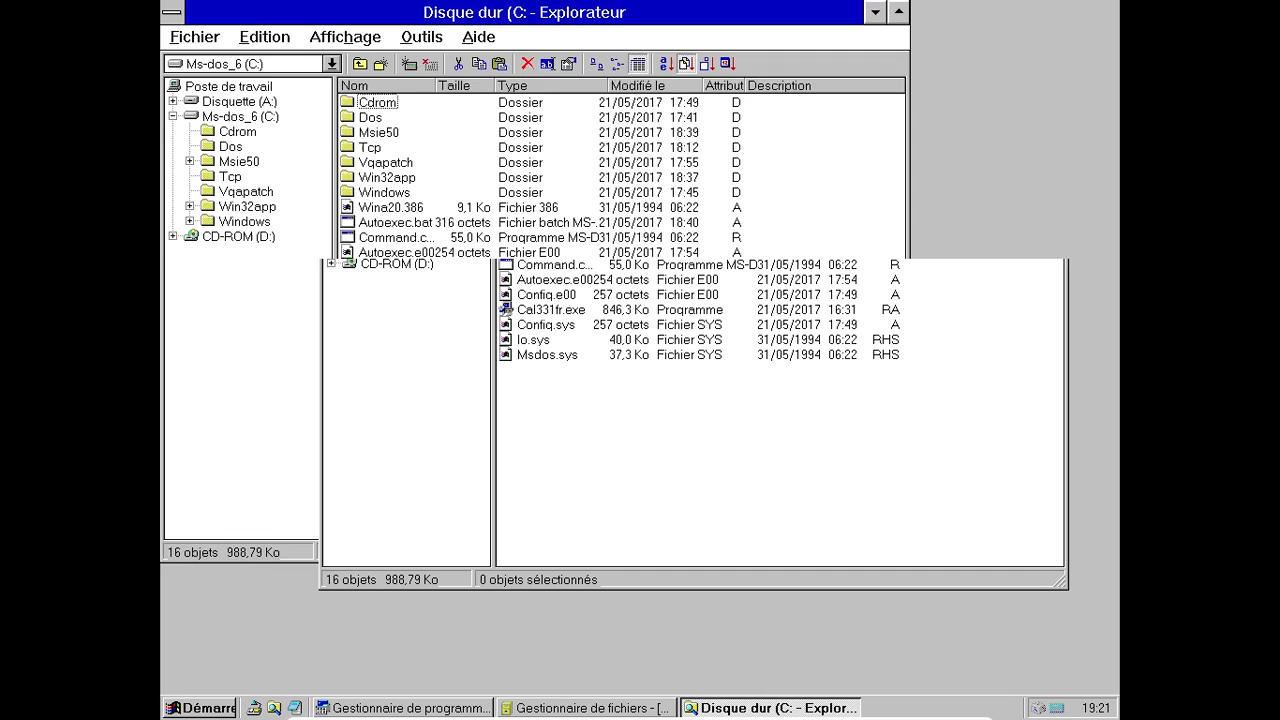 Disque dur (C: - Explorateur
Fichier Edition Affichage Outils Aide
Ms-dos_6 (C:)
Poste de travail
Disquette (A:)
Ms-dos_6 (C:)
Cdrom
Dos
Msie50
Tcp
Vgapatch
Win32app
Windows
CD-ROM (D:)
Nom Taille Type Modifié le Attribut Description
Cdrom Dossier 21/05/2017 17:49 D
Dos Dossier 21/05/2017 17:41 D
Msie50 Dossier 21/05/2017 18:39 D
Tcp Dossier 21/05/2017 18:12 D
Vgapatch Dossier 21/05/2017 17:55 D
Win32app Dossier 21/05/2017 18:37 D
Windows Dossier 21/05/2017 17:45 D
Wina20.386 9,1 Ko Fichier 386 31/05/1994 06:22 A
Autoexec.bat 316 octets Fichier batch MS-. 21/05/2017 18:40 A
Command.c... 55,0 Ko Programme MS-D 31/05/1994 06:22 R
Autoexec.e00 254 octets Fichier E00 21/05/2017 17:54 A
CD-ROM (D:)
Command.c... 55,0 Ko Programme MS-D 31/05/1994 06:22 R
Autoexec.e00 254 octets Fichier E00 21/05/2017 17:54 A
Config.e00 257 octets Fichier E00 21/05/2017 17:49 A
Cal331fr.exe 846,3 Ko Programme 21/05/2017 16:31 RA
Config.sys 257 octets Fichier SYS 21/05/2017 17:49 A
Io.sys 40,0 Ko Fichier SYS 31/05/1994 06:22 RHS
Msdos.sys 37,3 Ko Fichier SYS 31/05/1994 06:22 RHS
16 objets 988,79 Ko
16 objets 988,79 Ko 0 objets sélectionnés
Démarre Gestionnaire de programm... Gestionnaire de fichiers - [... Disque dur (C: - Explor... 19:21